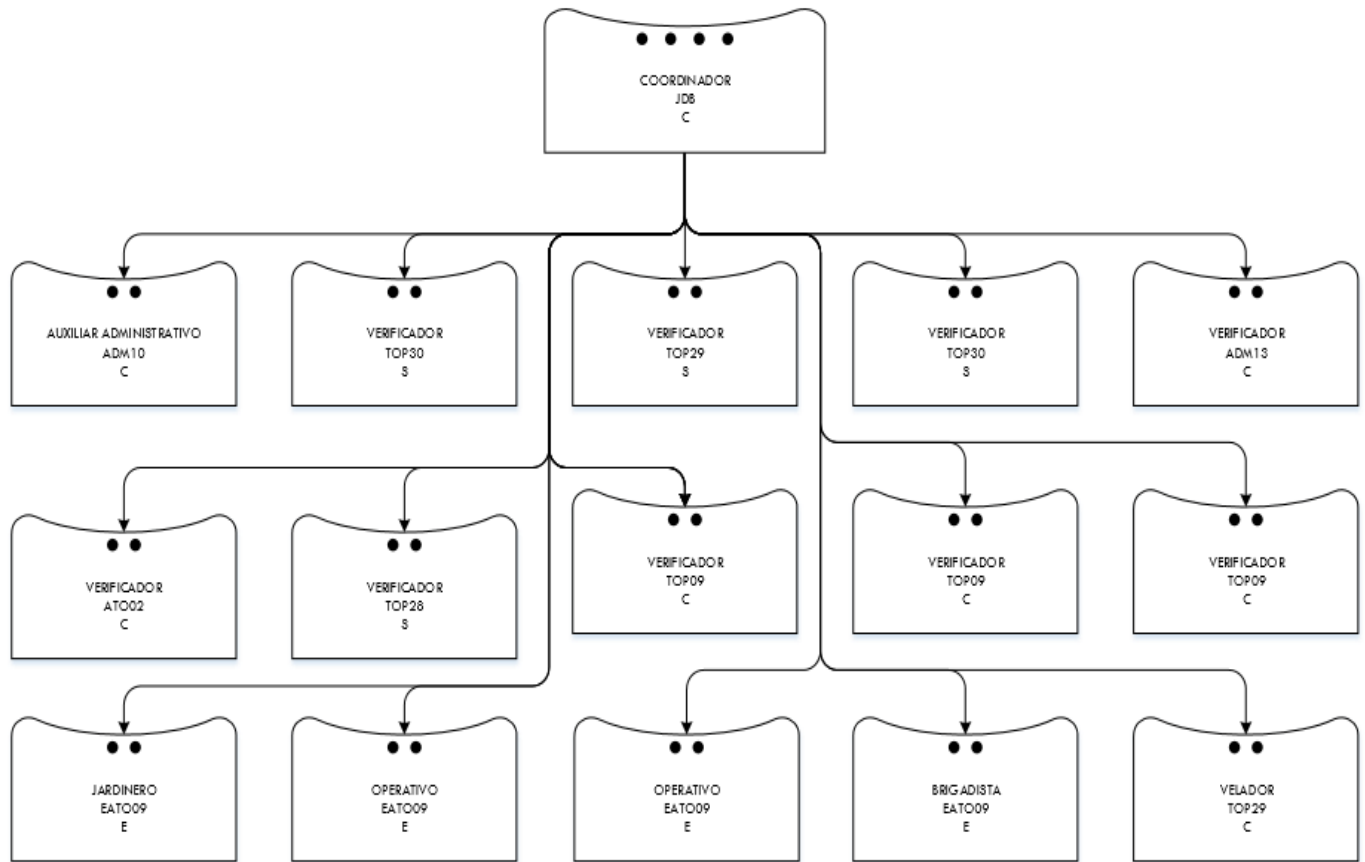 COORDINADOR
JD8
C
AUXILIAR ADMINISTRATIVO
ADM10
C
VERIFICADOR
TOP30
S
VERIFICADOR
TOP29
S
VERIFICADOR
TOP30
S
VERIFICADOR
ADM13
C
VERIFICADOR
ATO02
C
VERIFICADOR
TOP28
S
VERIFICADOR
TOP09
C
VERIFICADOR
TOP09
C
VERIFICADOR
TOP09
C
JARDINERO
EATO09
E
OPERATIVO
EATO09
E
OPERATIVO
EATO09
E
BRIGADISTA
EATO09
E
VELADOR
TOP29
C